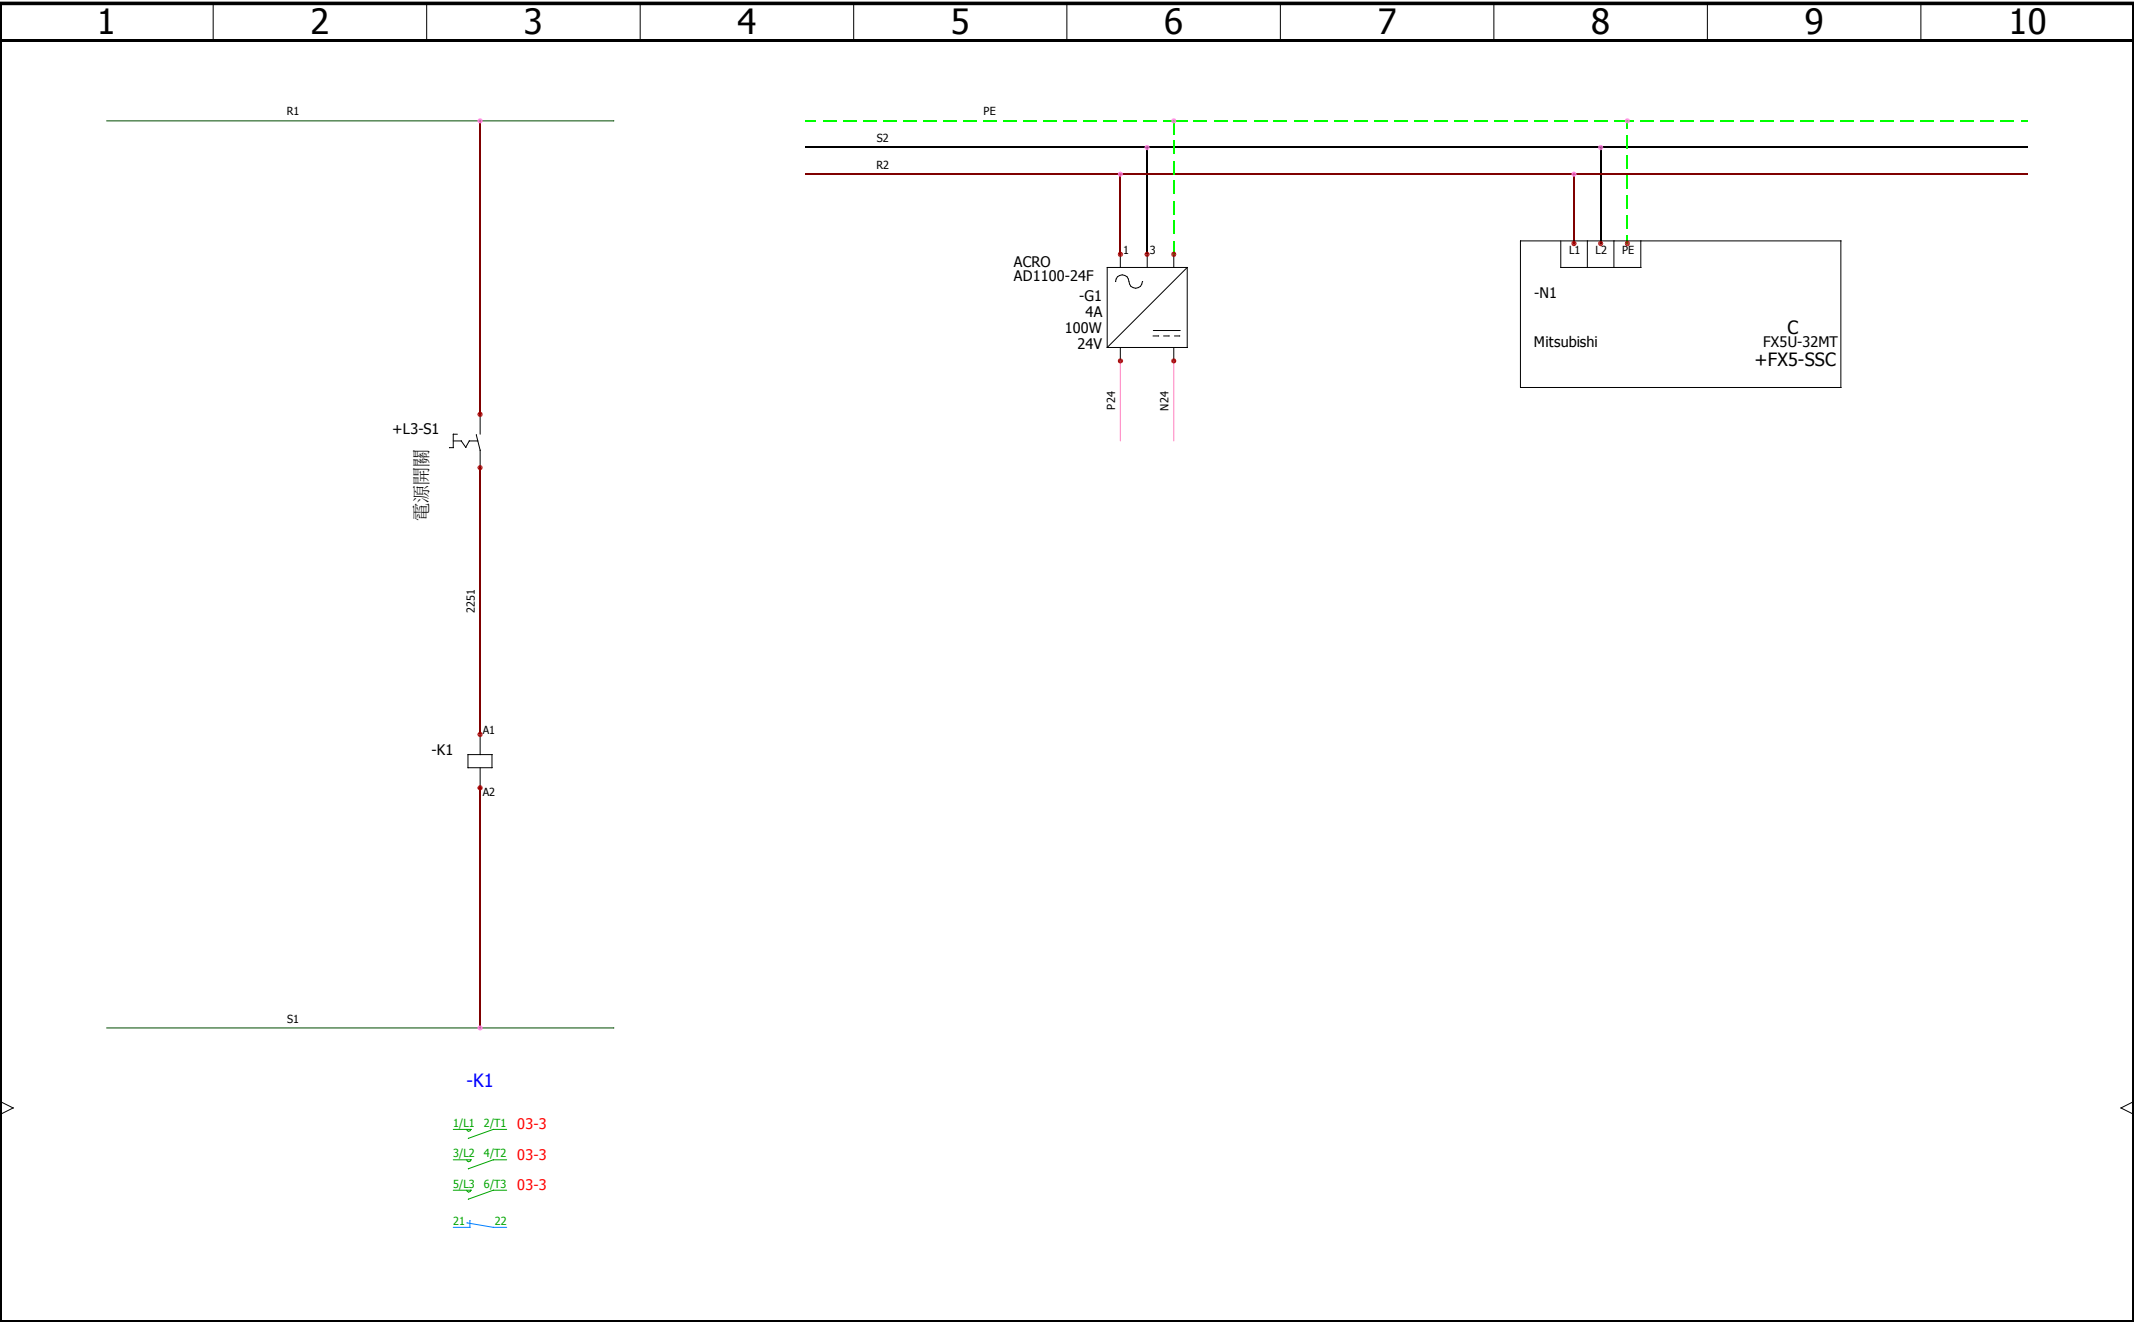 1 2 3 4 5 6 7 8 9 10
R1
PE
S2
R2
1 3
ACRO
AD1100-24F
-G1
4A
100W
24V
P24
N24
L1 L2 PE
-N1
Mitsubishi
C
FX5U-32MT
+FX5-SSC
+L3-S1
電源開關
2251
A1
-K1
A2
S1
-K1
1/L1 2/T1 03-3
3/L2 4/T2 03-3
5/L3 6/T3 03-3
21 22